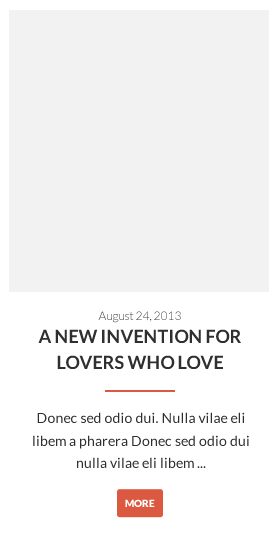 August 24, 2013
A NEW INVENTION FOR
LOVERS WHO LOVE
Donec sed odio dui. Nulla vilae eli
libem a pharera Donec sed odio dui
nulla vilae eli libem ...
MORE